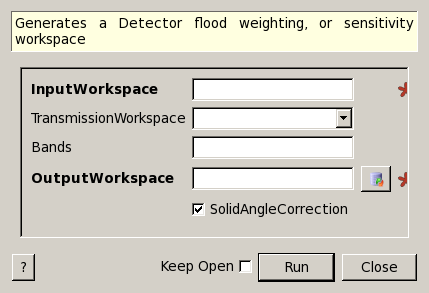 Generates a Detector flood weighting, or sensitivity
workspace
InputWorkspace
TransmissionWorkspace
Bands
OutputWorkspace
SolidAngleCorrection
? Keep Open Run Close